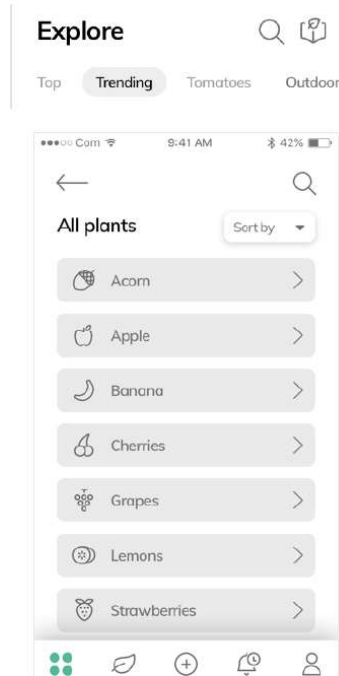 Explore
Top Trending Tomatoes Outdoor
Com 9:41 AM 42%
All plants Sort by
Acorn
Apple
Banana
Cherries
Grapes
Lemons
Strawberries